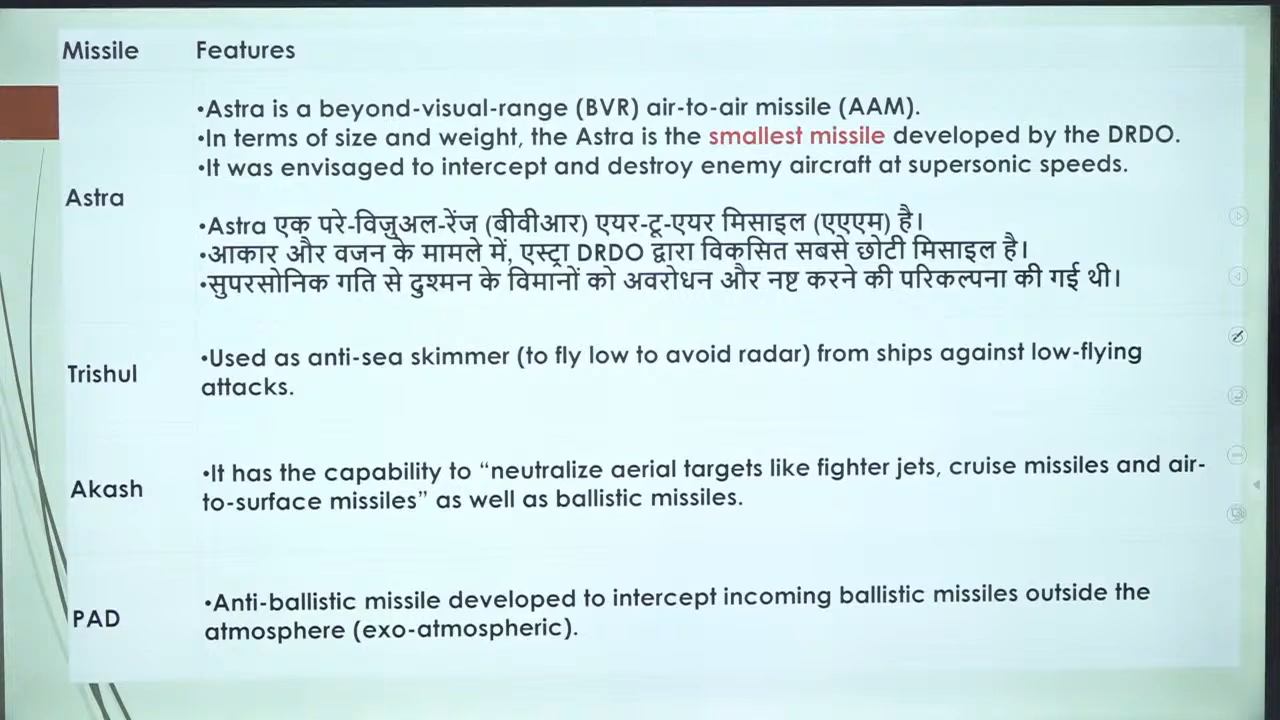 Missile Features
•Astra is a beyond-visual-range (BVR) air-to-air missile (AAM).
•In terms of size and weight, the Astra is the smallest missile developed by the DRDO.
•It was envisaged to intercept and destroy enemy aircraft at supersonic speeds.
Astra
•Astra एक परे-विज़ुअल-रेंज (बीवीआर) एयर-टू-एयर मिसाइल (एएएम) है।
•आकार और वजन के मामले में, एस्ट्रा DRDO द्वारा विकसित सबसे छोटी मिसाइल है।
•सुपरसोनिक गति से दुश्मन के विमानों को अवरोधन और नष्ट करने की परिकल्पना की गई थी।
Trishul
•Used as anti-sea skimmer (to fly low to avoid radar) from ships against low-flying
attacks.
Akash
•It has the capability to “neutralize aerial targets like fighter jets, cruise missiles and air-
to-surface missiles” as well as ballistic missiles.
PAD
•Anti-ballistic missile developed to intercept incoming ballistic missiles outside the
atmosphere (exo-atmospheric).